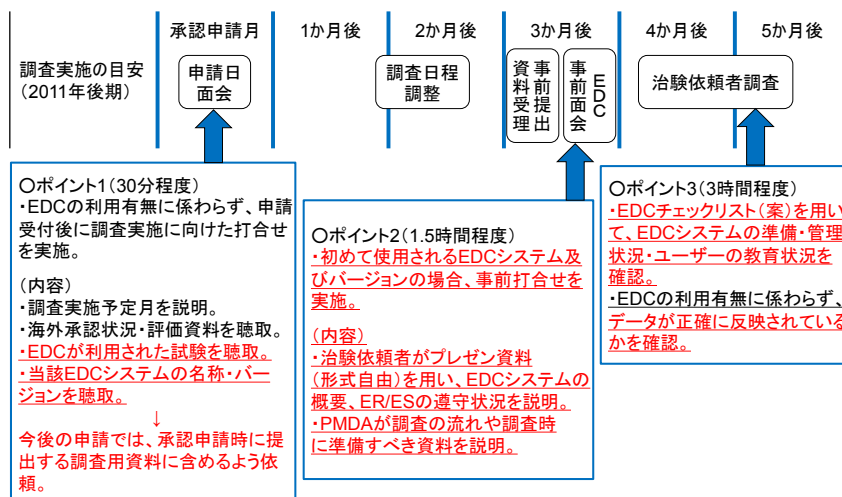 承認申請月
1か月後
2か月後
3か月後
4か月後
5か月後
調査実施の目安
（2011年後期）
申請日
面会
調査日程
調整
事前提出
資料受理
EDC
事前面会
治験依頼者調査
〇ポイント1（30分程度）
・EDCの利用有無に係わらず、申請
受付後に調査実施に向けた打合せ
を実施。
（内容）
・調査実施予定月を説明。
・海外承認状況・評価資料を聴取。
・EDCが利用された試験を聴取。
・当該EDCシステムの名称・バー
ジョンを聴取。
↓
今後の申請では、承認申請時に提
出する調査用資料に含めるよう依
頼。
〇ポイント2（1.5時間程度）
・初めて使用されるEDCシステム及
びバージョンの場合、事前打合せを
実施。
（内容）
・治験依頼者がプレゼン資料
（形式自由）を用い、EDCシステムの
概要、ER/ESの遵守状況を説明。
・PMDAが調査の流れや調査時
に準備すべき資料を説明。
〇ポイント3（3時間程度）
・EDCチェックリスト（案）を用い
て、EDCシステムの準備・管理
状況・ユーザーの教育状況を
確認。
・EDCの利用有無に係わらず、
データが正確に反映されている
かを確認。